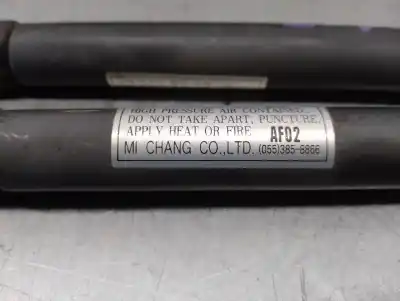 HIGH PRESSURE AIR CONTAINED
DO NOT TAKE APART, PUNCTURE
APPLY HEAT OR FIRE AF02
MI CHANG CO.,LTD. (055)385-8866